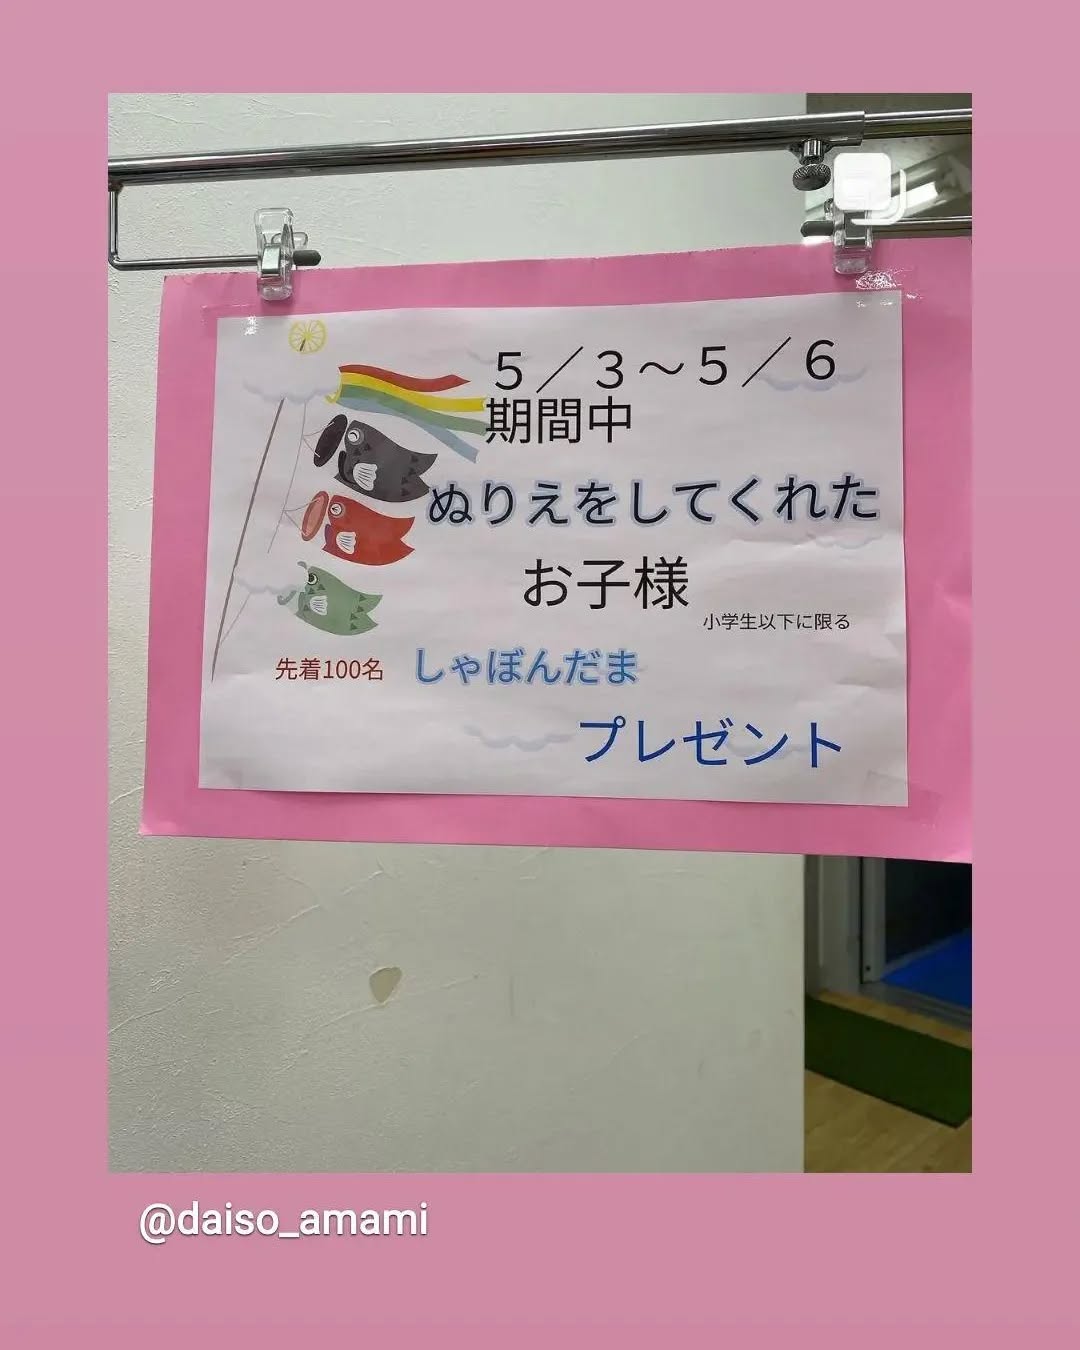 5／3～5／6
期間中
ぬりえをしてくれた
お子様
小学生以下に限る
先着100名 しゃぼんだま
プレゼント
@daiso_amami